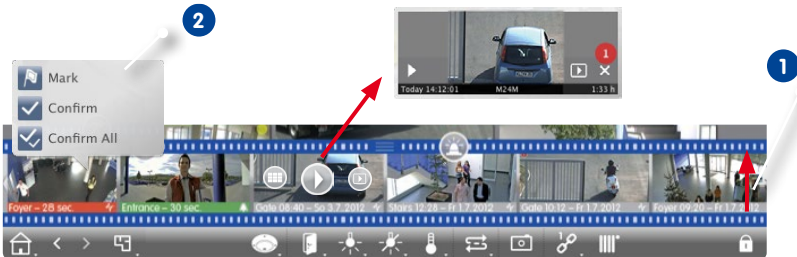 2
1
Mark
Confirm
Confirm All
1
Today 14:12:01 M24M 1:33 h
Foyer – 28 sec.
Entrance – 30 sec.
Gate 08:40 – So 3.7.2012
Stairs 12:28 – Fr 1.7.2012
Gate 10:12 – Fr 1.7.2012
Foyer 09:20 – Fr 1.7.2012